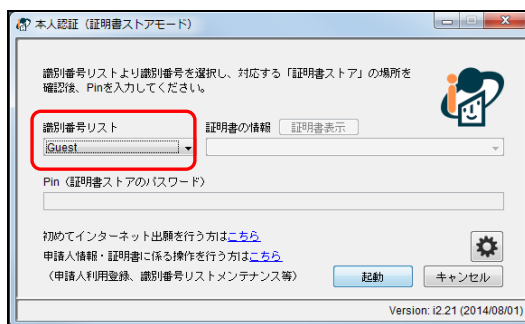 本人認証（証明書ストアモード）
識別番号リストより識別番号を選択し、対応する「証明書ストア」の場所を
確認後、Pinを入力してください。
識別番号リスト
証明書の情報 証明書表示
Guest
Pin（証明書ストアのパスワード）
初めてインターネット出願を行う方はこちら
申請人情報・証明書に係る操作を行う方はこちら
（申請人利用登録、識別番号リストメンテナンス等）
起動 キャンセル
Version: i2.21 (2014/08/01)